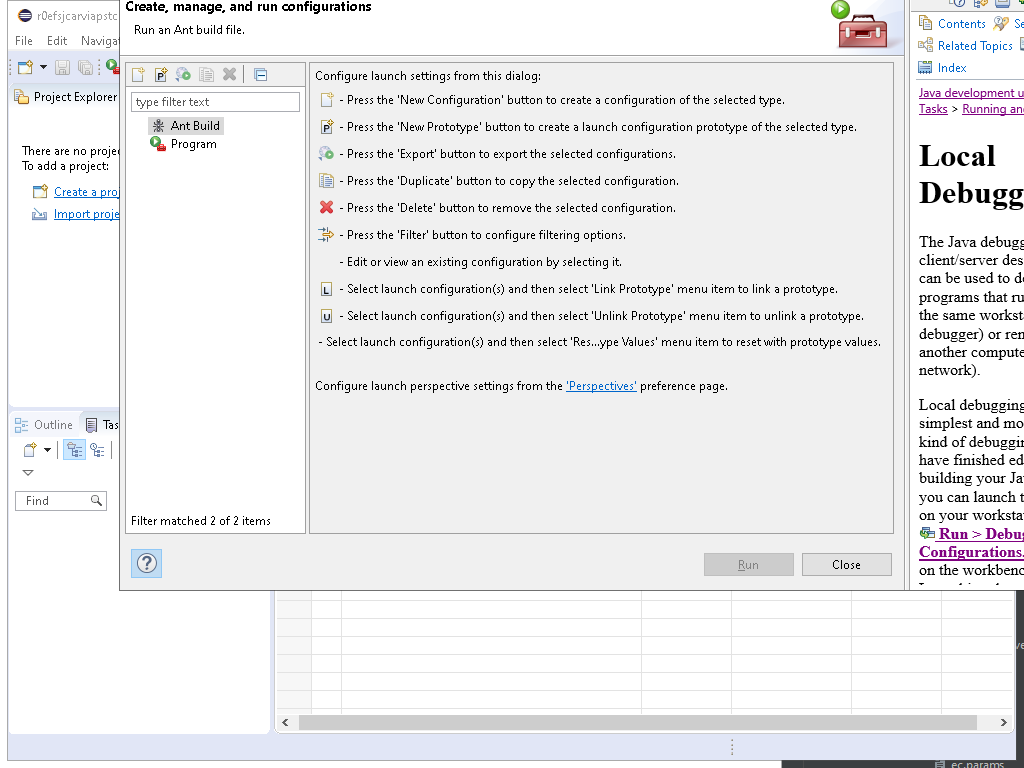 Create, manage, and run configurations
Run an Ant build file.
r0efsjcarviapstc
File Edit Naviga
Project Explorer
There are no proje
To add a project:
Create a proj
Import proje
type filter text
Ant Build
Program
Filter matched 2 of 2 items
Configure launch settings from this dialog:
- Press the 'New Configuration' button to create a configuration of the selected type.
- Press the 'New Prototype' button to create a launch configuration prototype of the selected type.
- Press the 'Export' button to export the selected configurations.
- Press the 'Duplicate' button to copy the selected configuration.
- Press the 'Delete' button to remove the selected configuration.
- Press the 'Filter' button to configure filtering options.
- Edit or view an existing configuration by selecting it.
L - Select launch configuration(s) and then select 'Link Prototype' menu item to link a prototype.
U - Select launch configuration(s) and then select 'Unlink Prototype' menu item to unlink a prototype.
- Select launch configuration(s) and then select 'Res...ype Values' menu item to reset with prototype values.
Configure launch perspective settings from the 'Perspectives' preference page.
Run Close
Outline Tas
Find
Contents Se
Related Topics
Index
Java development u
Tasks > Running an
Local
Debugg
The Java debugg
client/server des
can be used to de
programs that ru
the same worksta
debugger) or ren
another compute
network).
Local debugging
simplest and mo
kind of debuggin
have finished ed
building your Jav
you can launch t
on your worksta
Run > Debug
Configurations.
on the workbenc
ec.params